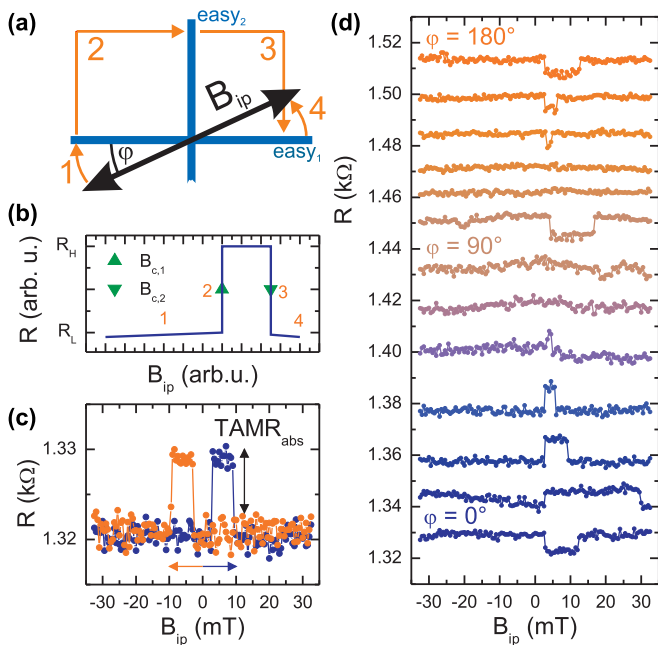 (a)
easy2
2
3
Bip
4
φ
1
easy1
(b)
R (arb. u.)
RH
RL
Bc,1
Bc,2
1
2
3
4
Bip (arb.u.)
(c)
R (kΩ)
1.33
1.32
TAMRabs
-30 -20 -10 0 10 20 30
Bip (mT)
(d)
R (kΩ)
1.52
1.50
1.48
1.46
1.44
1.42
1.40
1.38
1.36
1.34
1.32
φ = 180°
φ = 90°
φ = 0°
-30 -20 -10 0 10 20 30
Bip (mT)